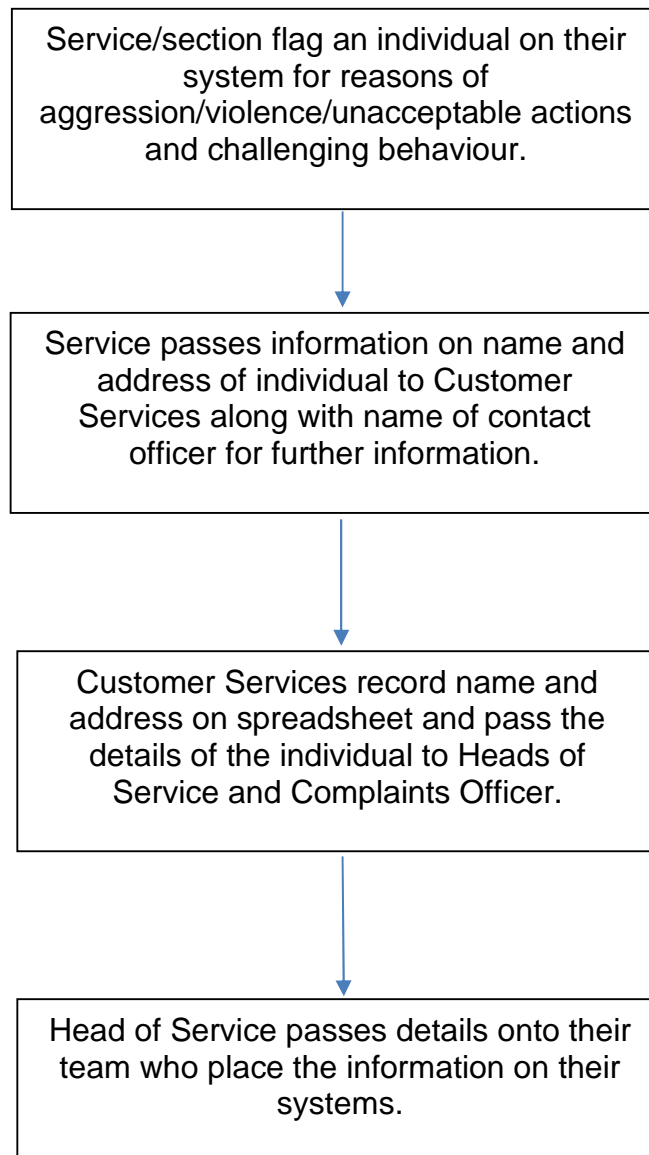 Service/section flag an individual on their
system for reasons of
aggression/violence/unacceptable actions
and challenging behaviour.
Service passes information on name and
address of individual to Customer
Services along with name of contact
officer for further information.
Customer Services record name and
address on spreadsheet and pass the
details of the individual to Heads of
Service and Complaints Officer.
Head of Service passes details onto their
team who place the information on their
systems.